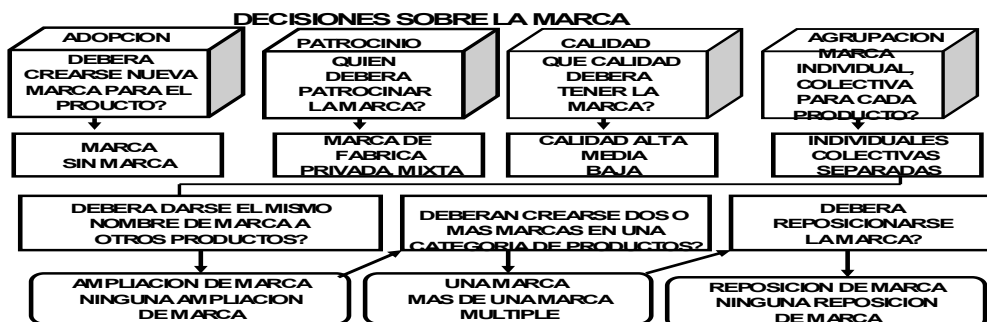 DECISIONES SOBRE LA MARCA
ADOPCION
DEBERA
CREARSE NUEVA
MARCA PARA EL
PROUCTO?
PATROCINIO
QUIEN
DEBERA
PATROCINAR
LA MARCA?
CALIDAD
QUE CALIDAD
DEBERA
TENER LA
MARCA?
AGRUPACION
MARCA
INDIVIDUAL,
COLECTIVA
PARA CADA
PRODUCTO?
MARCA
SIN MARCA
MARCA DE
FABRICA
PRIVADA. MIXTA
CALIDAD ALTA
MEDIA
BAJA
INDIVIDUALES
COLECTIVAS
SEPARADAS
DEBERA DARSE EL MISMO
NOMBRE DE MARCA A
OTROS PRODUCTOS?
DEBERAN CREARSE DOS O
MAS MARCAS EN UNA
CATEGORIA DE PRODUCTOS?
DEBERA
REPOSICIONARSE
LA MARCA?
AMPLIACION DE MARCA
NINGUNA AMPLIACION
DE MARCA
UNA MARCA
MAS DE UNA MARCA
MULTIPLE
REPOSICION DE MARCA
NINGUNA REPOSICION
DE MARCA